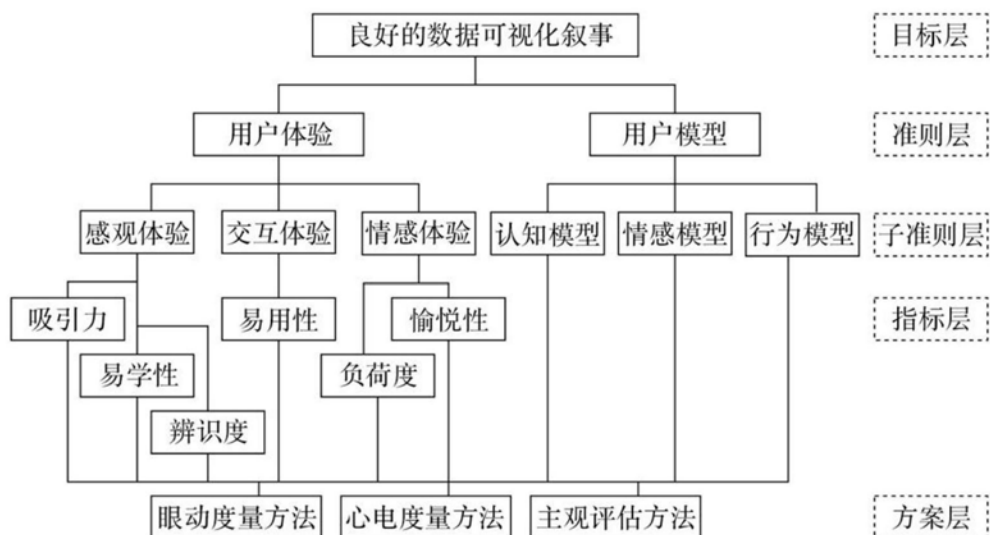 良好的数据可视化叙事
目标层
用户体验
用户模型
准则层
感观体验
交互体验
情感体验
认知模型
情感模型
行为模型
子准则层
吸引力
易用性
愉悦性
指标层
易学性
负荷度
辨识度
眼动度量方法
心电度量方法
主观评估方法
方案层